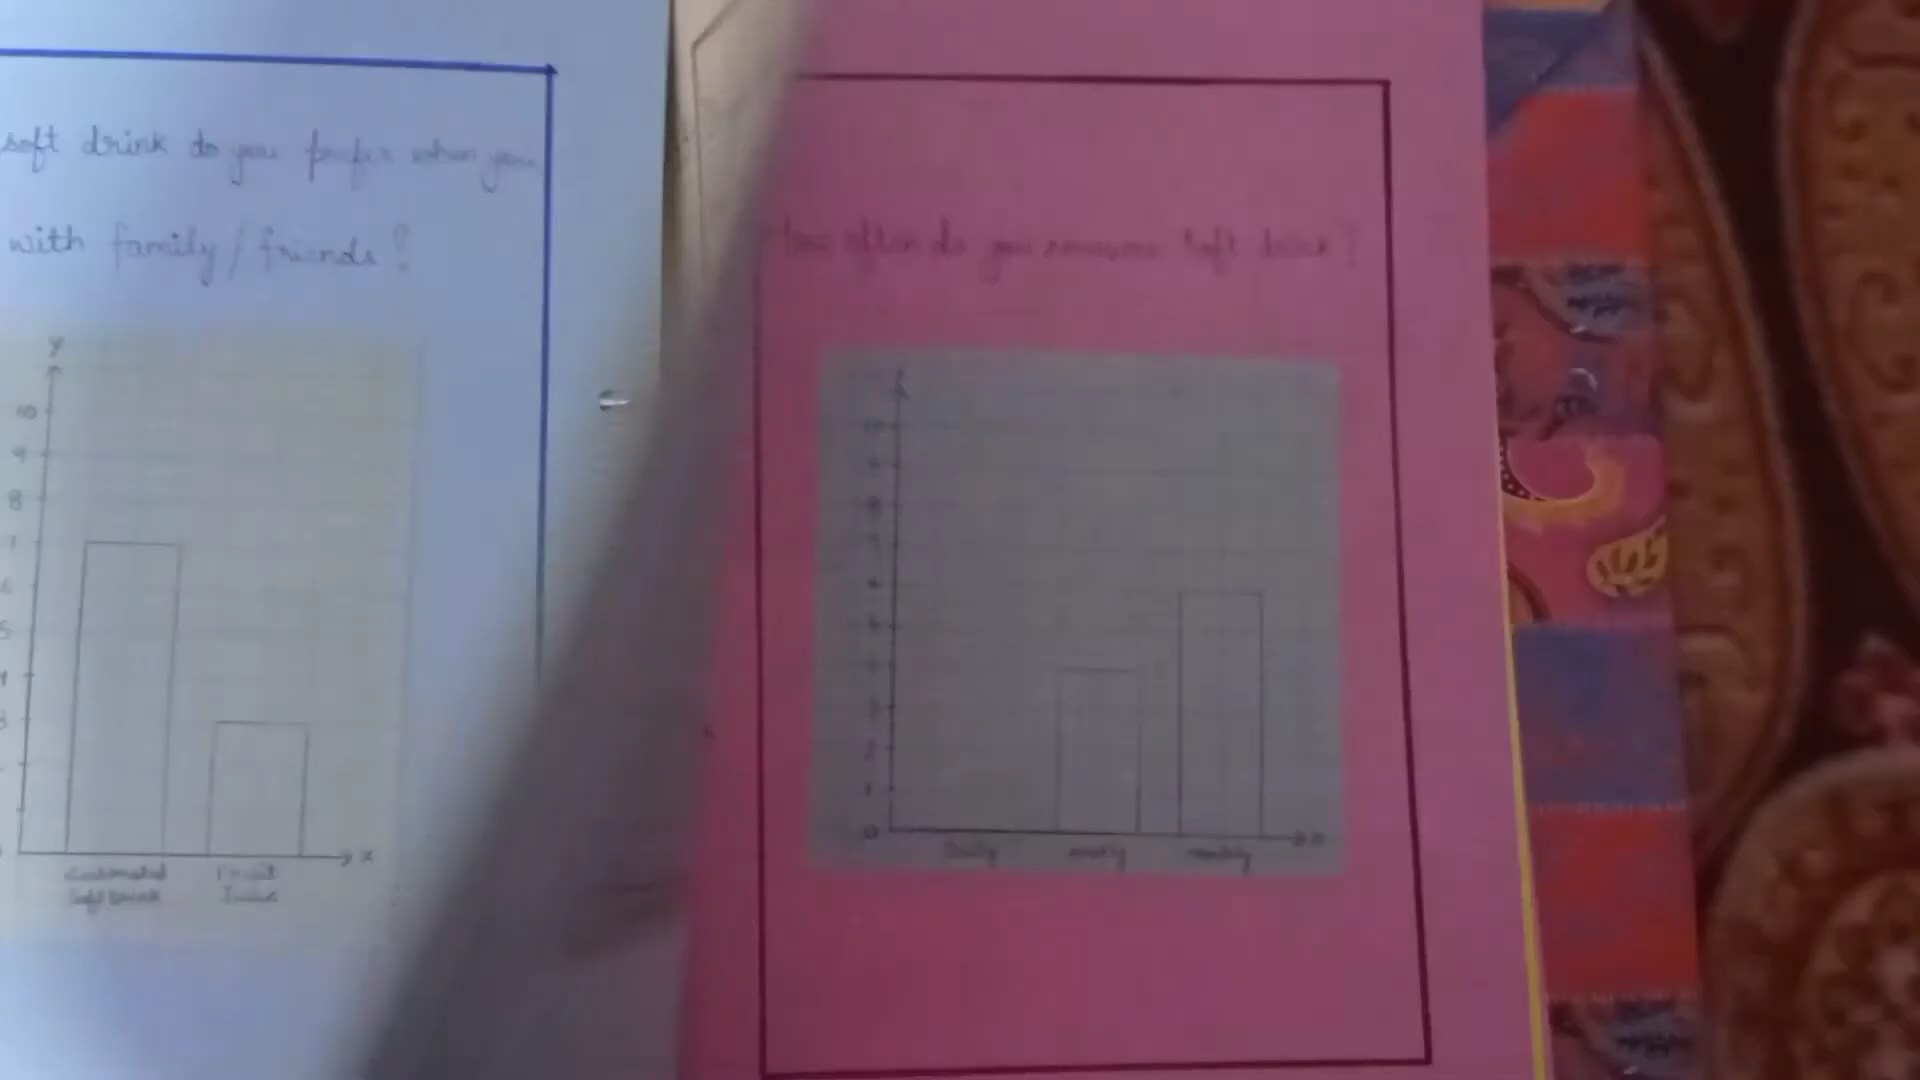 soft drink do you prefer when you
with family/friends?
y
10
9
8
7
6
5
4
3
x
Carbonated Fruit
Soft Drink Juice
How often do you consume soft drink?
10
9
8
7
6
5
4
3
2
1
0
Daily weekly monthly